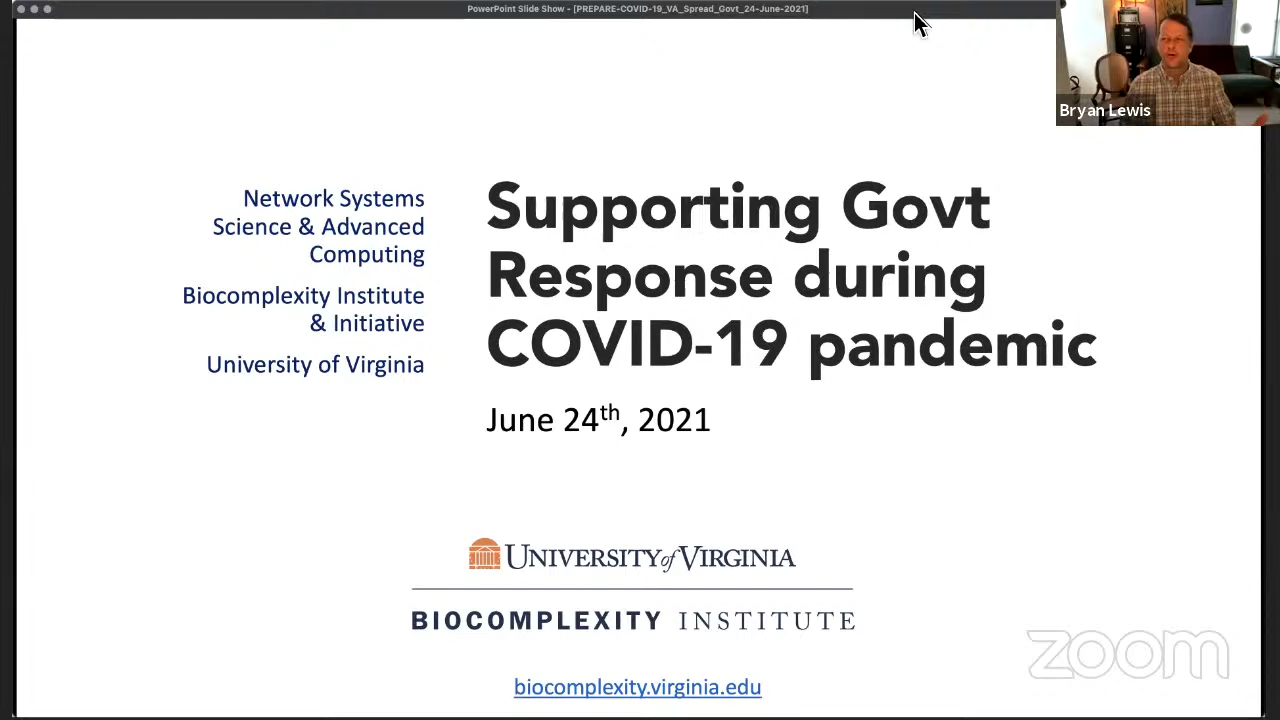 PowerPoint Slide Show - [PREPARE-COVID-19_VA_Spread_Govt_24-June-2021]
Bryan Lewis
Network Systems
Science & Advanced
Computing
Biocomplexity Institute
& Initiative
University of Virginia
Supporting Govt
Response during
COVID-19 pandemic
June 24th, 2021
UNIVERSITY of VIRGINIA
BIOCOMPLEXITY INSTITUTE
biocomplexity.virginia.edu
zoom